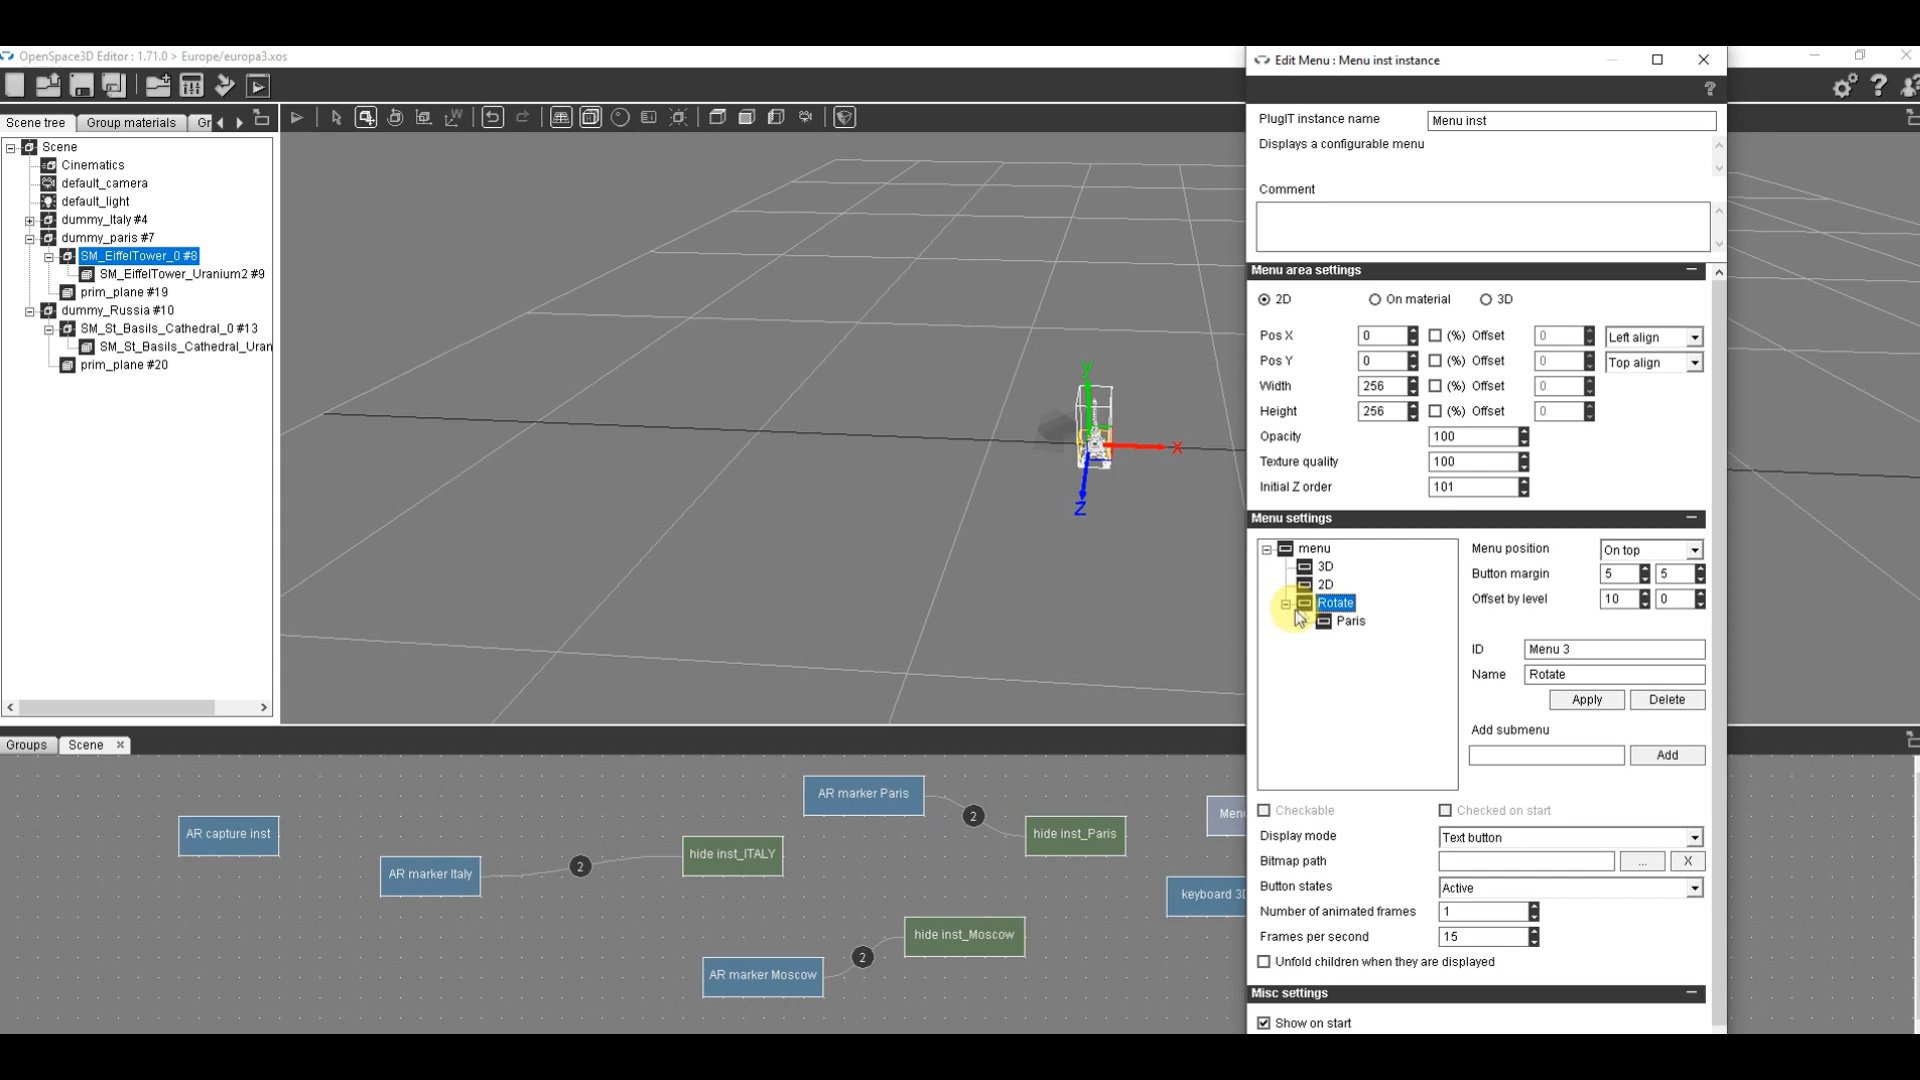 OpenSpace3D Editor : 1.71.0 > Europe/europa3.xos
Edit Menu : Menu inst instance
Scene tree
Group materials
Gr
Scene
Cinematics
default_camera
default_light
dummy_Italy #4
dummy_paris #7
SM_EiffelTower_0 #8
SM_EiffelTower_Uranium2 #9
prim_plane #19
dummy_Russia #10
SM_St_Basils_Cathedral_0 #13
SM_St_Basils_Cathedral_Uran
prim_plane #20
W
y
x
z
PlugIT instance name
Menu inst
Displays a configurable menu
Comment
Menu area settings
2D
On material
3D
Pos X
0
(%) Offset
0
Left align
Pos Y
0
(%) Offset
0
Top align
Width
256
(%) Offset
0
Height
256
(%) Offset
0
Opacity
100
Texture quality
100
Initial Z order
101
Menu settings
menu
3D
2D
Rotate
Paris
Menu position
On top
Button margin
5
5
Offset by level
10
0
ID
Menu 3
Name
Rotate
Apply
Delete
Add submenu
Add
Checkable
Checked on start
Display mode
Text button
Bitmap path
...
X
Button states
Active
Number of animated frames
1
Frames per second
15
Unfold children when they are displayed
Misc settings
Show on start
Groups
Scene
AR capture inst
AR marker Italy
2
hide inst_ITALY
AR marker Paris
2
hide inst_Paris
AR marker Moscow
2
hide inst_Moscow
Menu
keyboard 3D